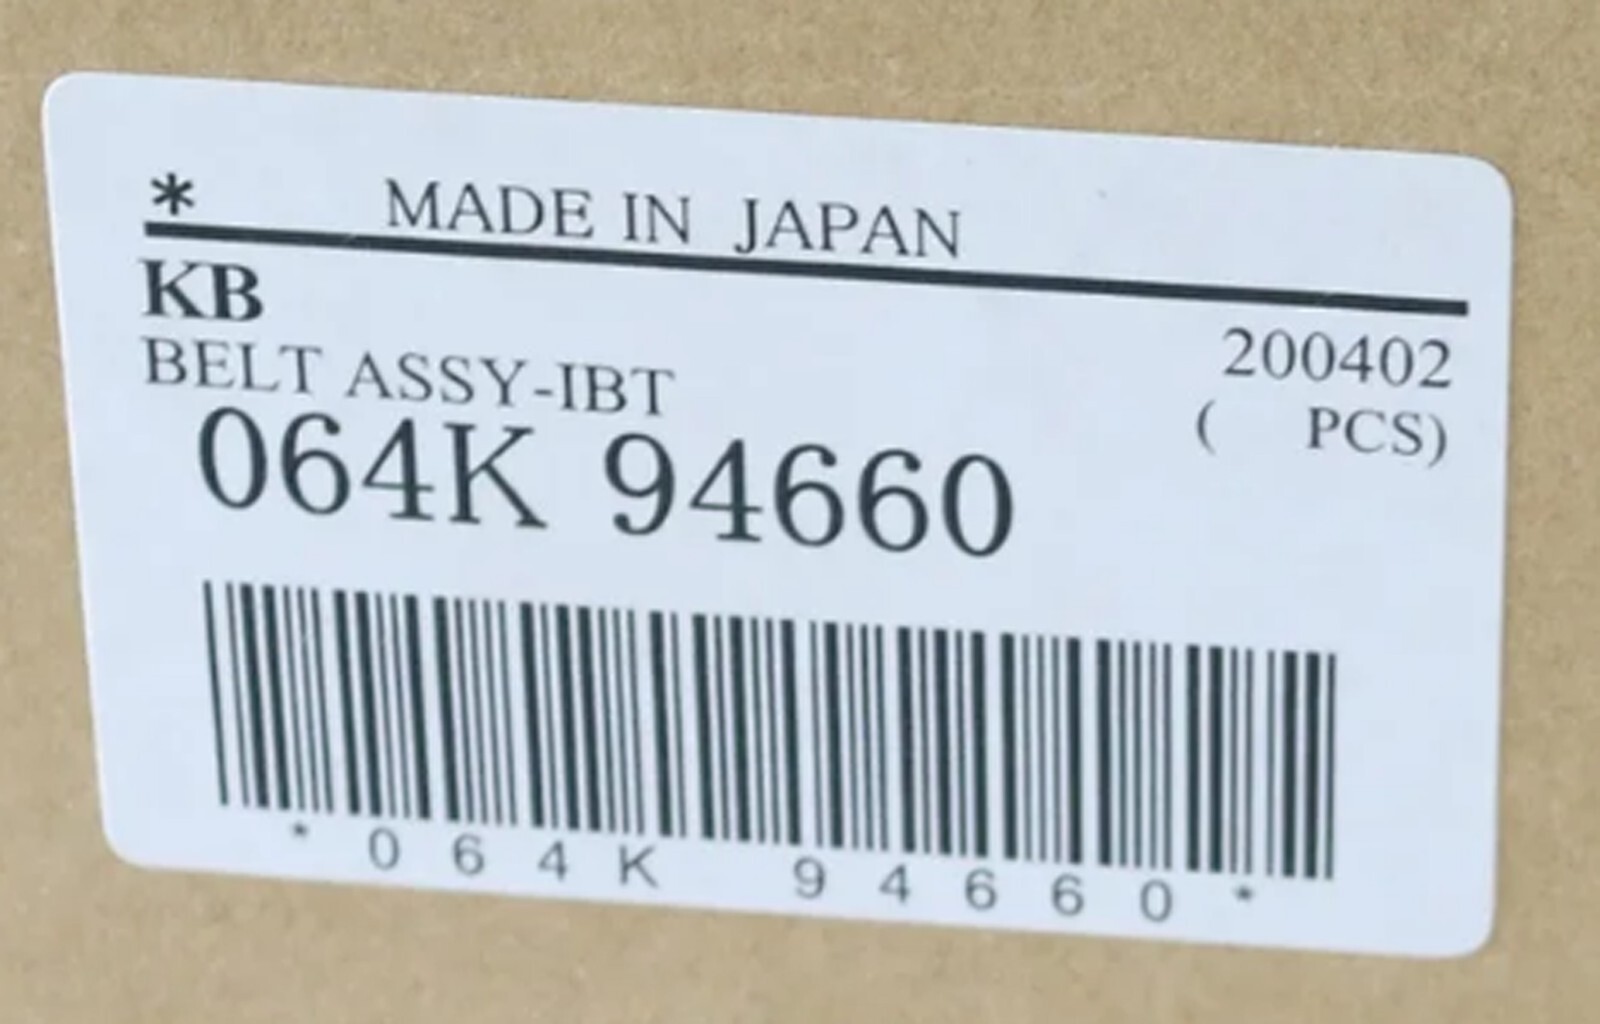 * MADE IN JAPAN
KB
BELT ASSY-IBT 200402
064K 94660 ( PCS)
*064K 94660*